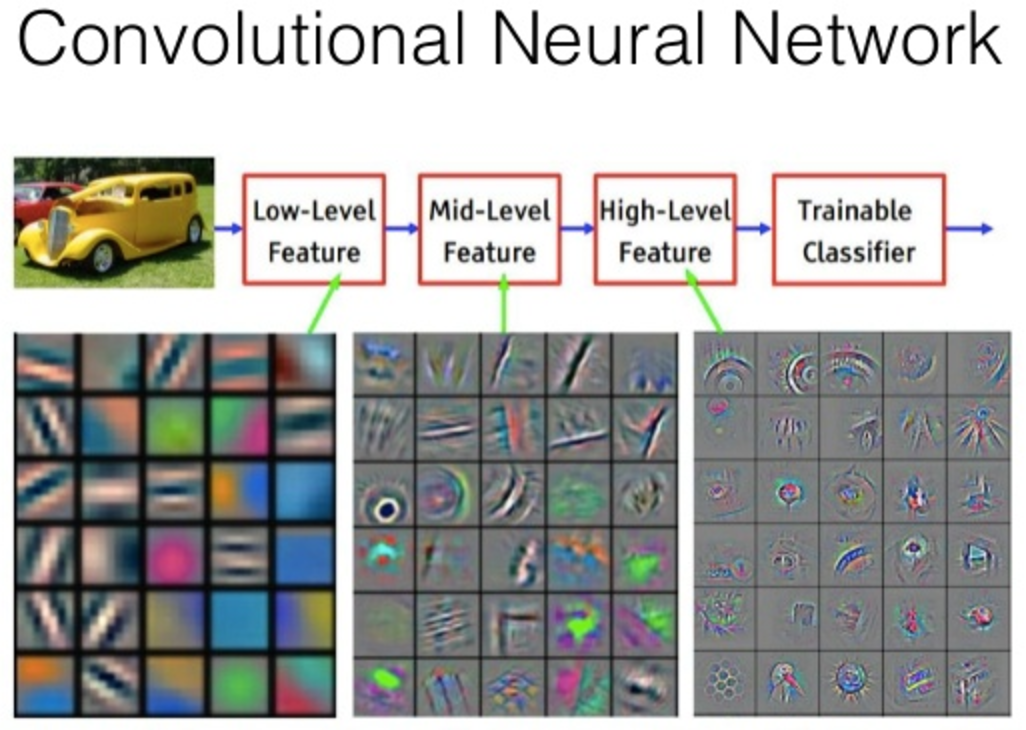 Convolutional Neural Network
Low-Level
Feature
Mid-Level
Feature
High-Level
Feature
Trainable
Classifier